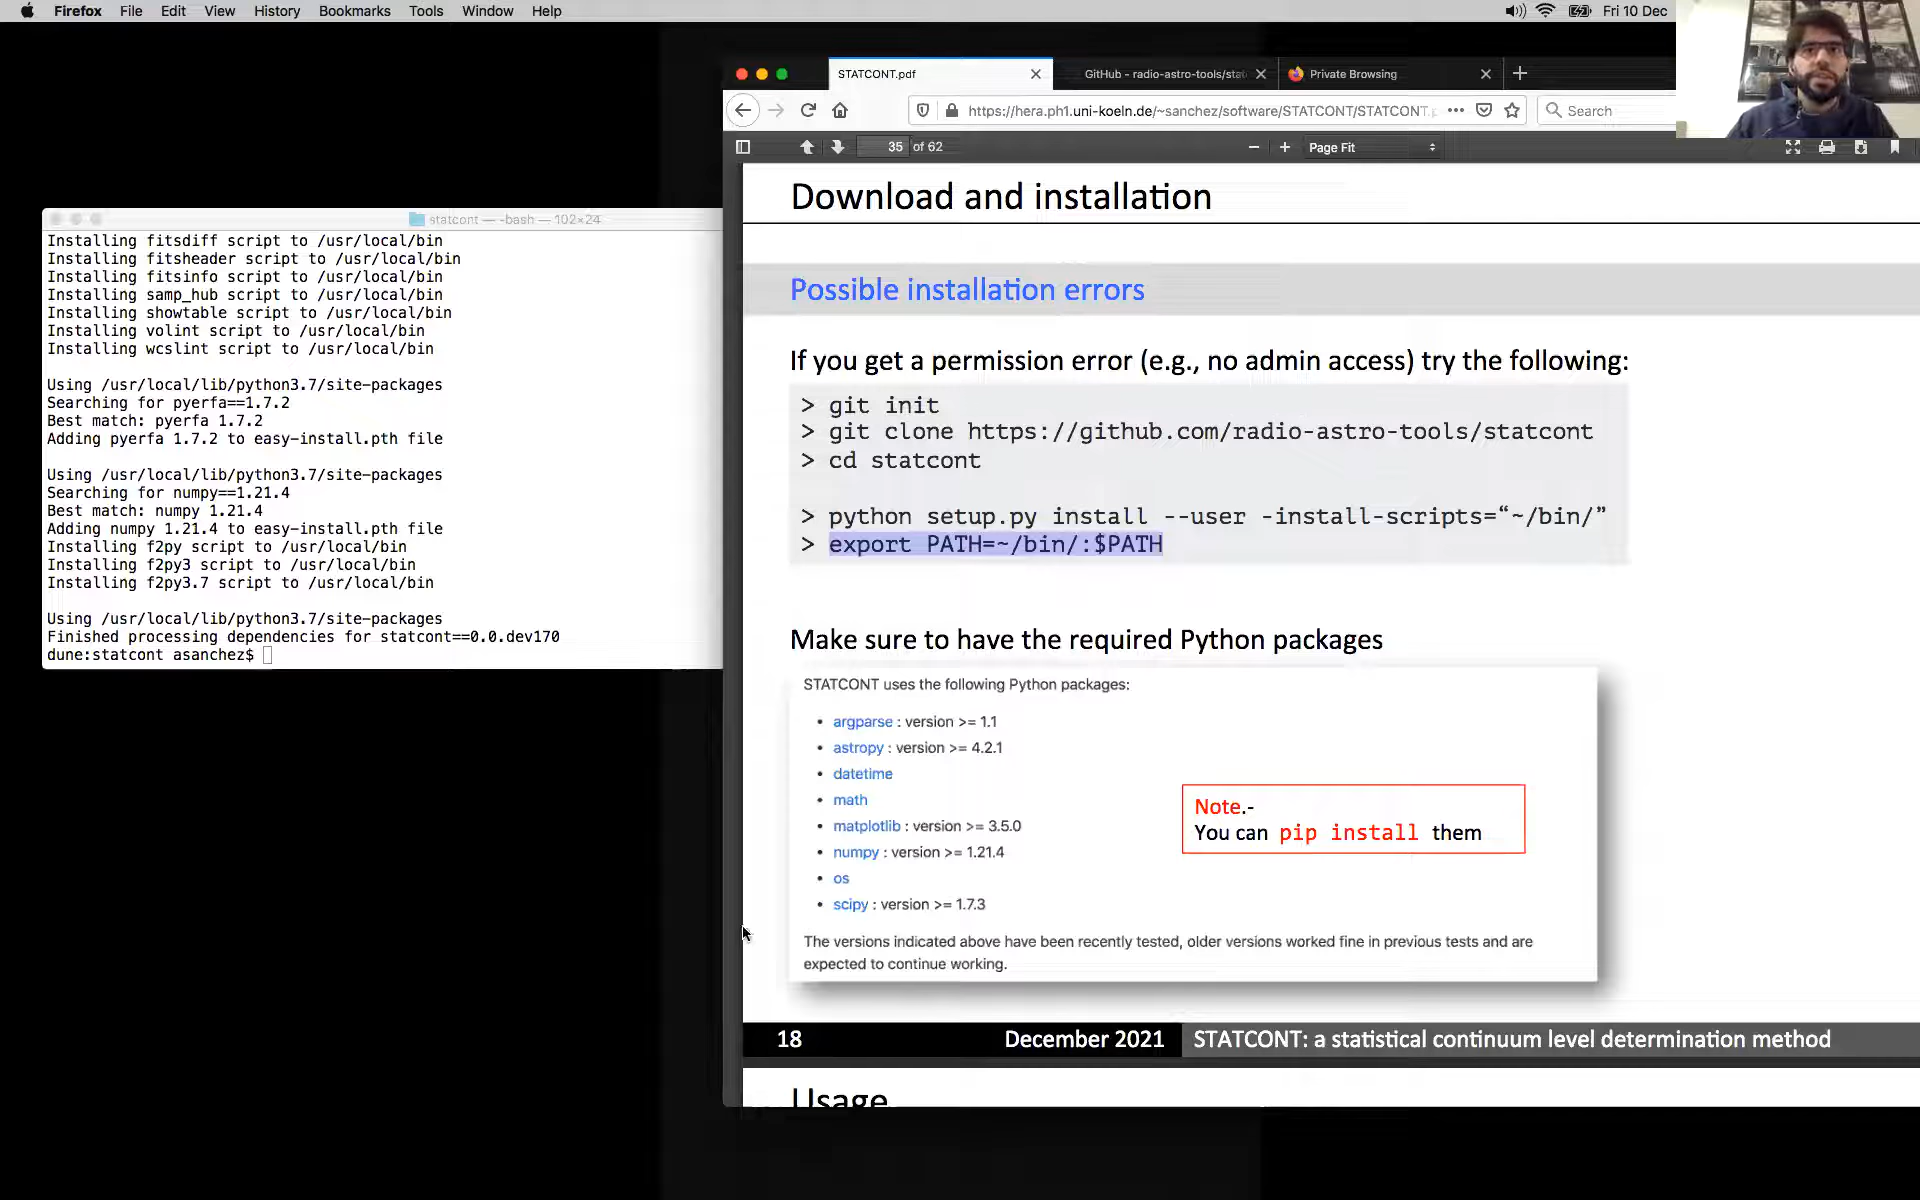 Firefox File Edit View History Bookmarks Tools Window Help
Fri 10 Dec
STATCONT.pdf
GitHub - radio-astro-tools/stat
Private Browsing
https://hera.ph1.uni-koeln.de/~sanchez/software/STATCONT/STATCONT.
Search
35 of 62
Page Fit
statcont — -bash — 102×24
Installing fitsdiff script to /usr/local/bin
Installing fitsheader script to /usr/local/bin
Installing fitsinfo script to /usr/local/bin
Installing samp_hub script to /usr/local/bin
Installing showtable script to /usr/local/bin
Installing volint script to /usr/local/bin
Installing wcslint script to /usr/local/bin
Using /usr/local/lib/python3.7/site-packages
Searching for pyerfa==1.7.2
Best match: pyerfa 1.7.2
Adding pyerfa 1.7.2 to easy-install.pth file
Using /usr/local/lib/python3.7/site-packages
Searching for numpy==1.21.4
Best match: numpy 1.21.4
Adding numpy 1.21.4 to easy-install.pth file
Installing f2py script to /usr/local/bin
Installing f2py3 script to /usr/local/bin
Installing f2py3.7 script to /usr/local/bin
Using /usr/local/lib/python3.7/site-packages
Finished processing dependencies for statcont==0.0.dev170
dune:statcont asanchez$
Download and installation
Possible installation errors
If you get a permission error (e.g., no admin access) try the following:
> git init
> git clone https://github.com/radio-astro-tools/statcont
> cd statcont
> python setup.py install --user -install-scripts=“~/bin/”
> export PATH=~/bin/:$PATH
Make sure to have the required Python packages
STATCONT uses the following Python packages:
• argparse : version >= 1.1
• astropy : version >= 4.2.1
• datetime
• math
• matplotlib : version >= 3.5.0
• numpy : version >= 1.21.4
• os
• scipy : version >= 1.7.3
Note.-
You can pip install them
The versions indicated above have been recently tested, older versions worked fine in previous tests and are
expected to continue working.
18 December 2021 STATCONT: a statistical continuum level determination method
Usage